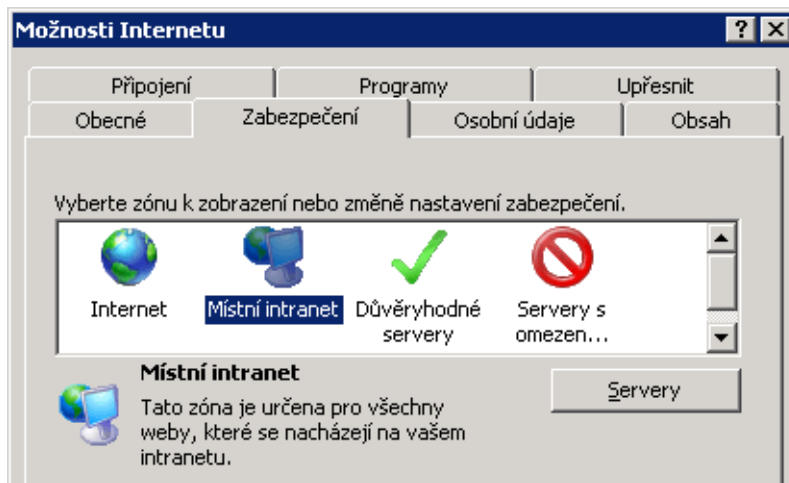 Možnosti Internetu
Připojení Programy Upřesnit
Obecné Zabezpečení Osobní údaje Obsah
Vyberte zónu k zobrazení nebo změně nastavení zabezpečení.
Internet Místní intranet Důvěryhodné Servery s
servery omezen...
Místní intranet
Servery
Tato zóna je určena pro všechny
weby, které se nacházejí na vašem
intranetu.